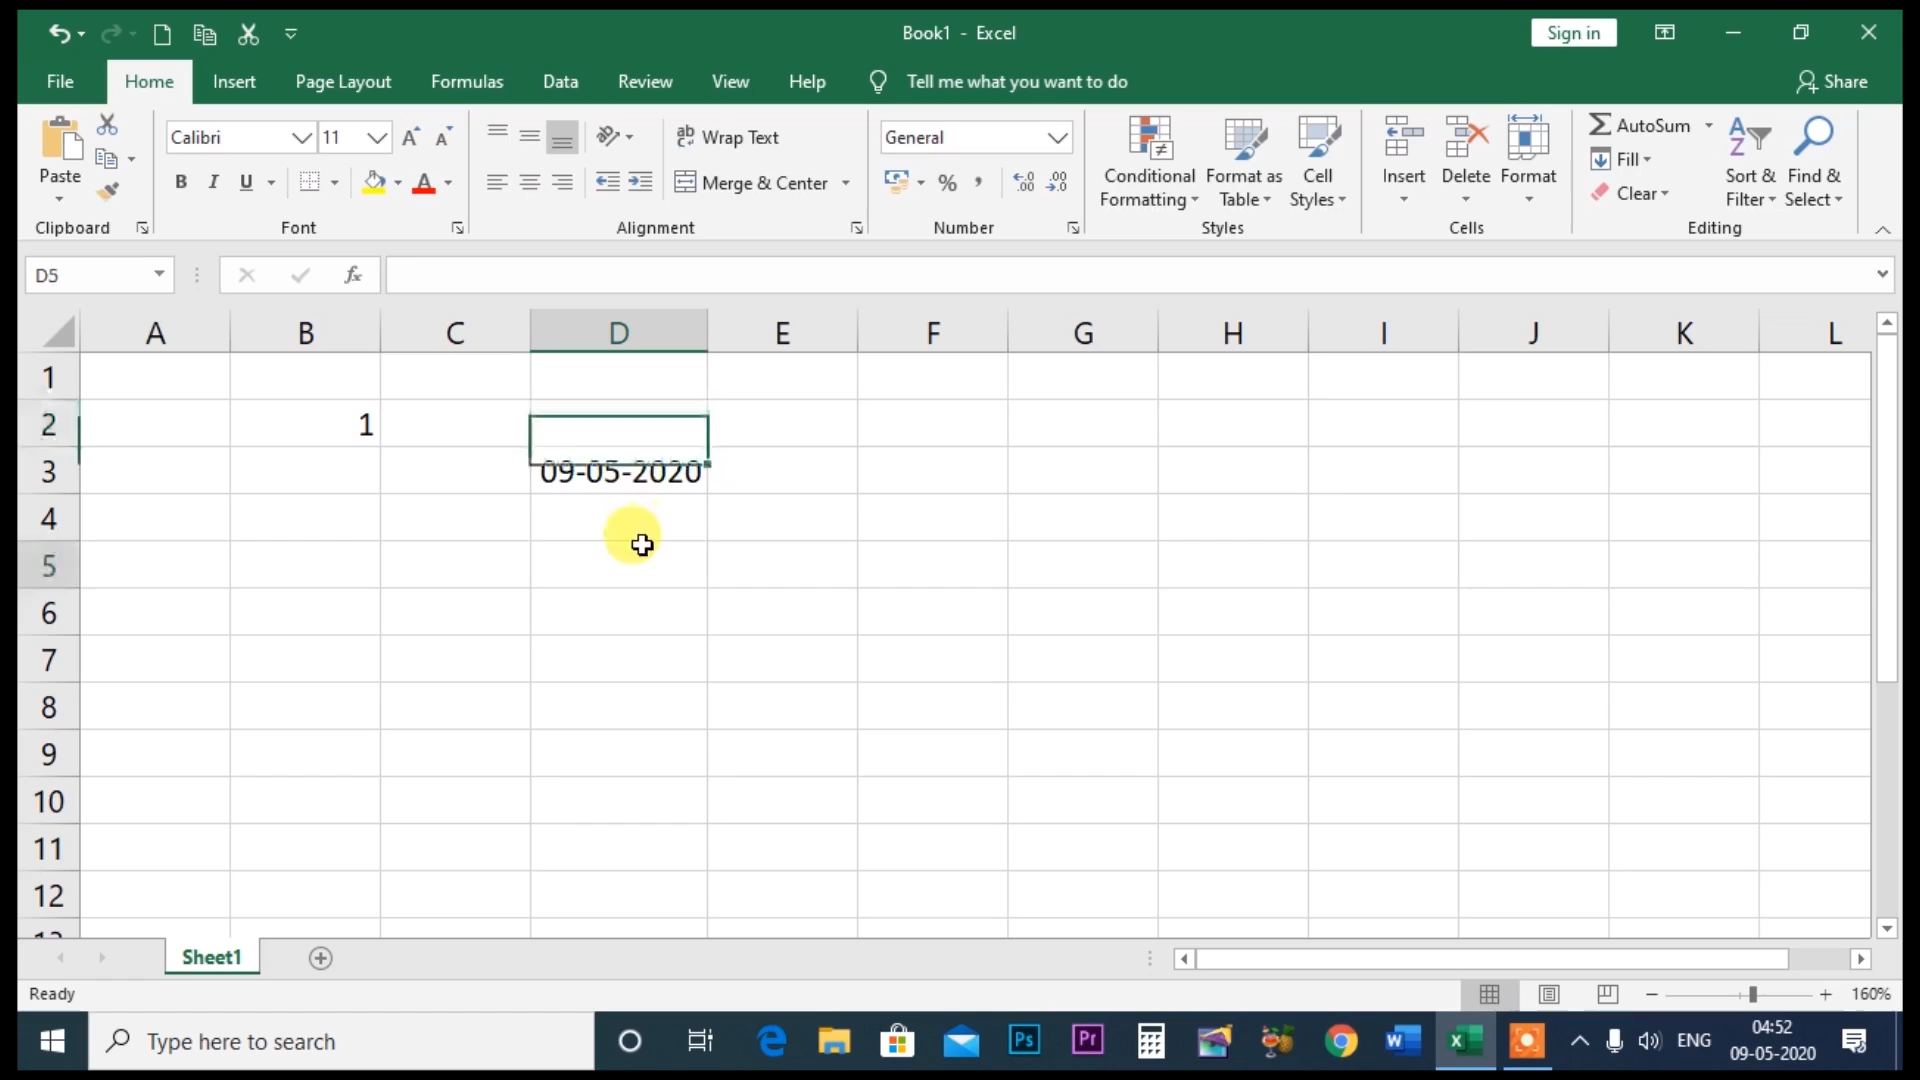 Book1 - Excel
Sign in
File Home Insert Page Layout Formulas Data Review View Help Tell me what you want to do Share
Paste
Clipboard
Calibri 11 A A
B I U A
Font
ab Wrap Text
Merge & Center
Alignment
General
% ,
Number
Conditional Formatting
Format as Table
Cell Styles
Styles
Insert Delete Format
Cells
AutoSum
Fill
Clear
Sort & Filter
Find & Select
Editing
D5 fx
A B C D E F G H I J K L
1
2 1
3 09-05-2020
4
5
6
7
8
9
10
11
12
13
Sheet1
Ready 160%
Type here to search Ps Pr ENG 04:52
09-05-2020